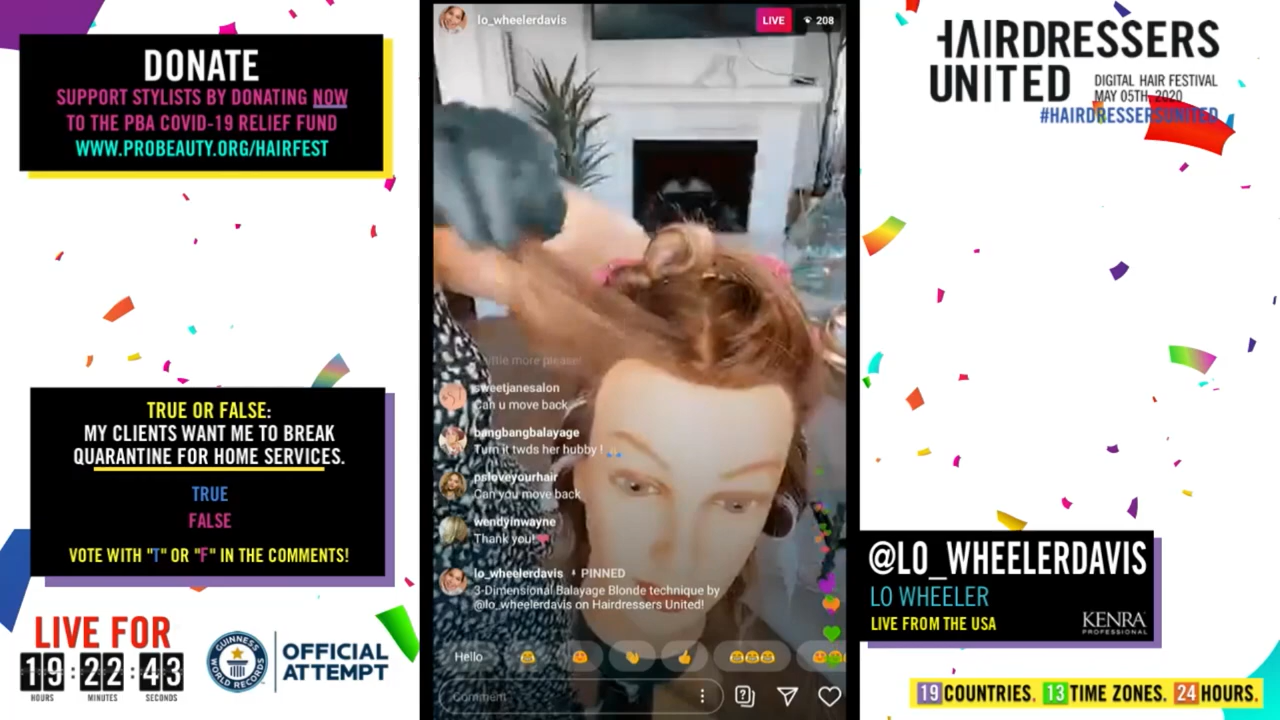 DONATE
SUPPORT STYLISTS BY DONATING NOW
TO THE PBA COVID-19 RELIEF FUND
WWW.PROBEAUTY.ORG/HAIRFEST
TRUE OR FALSE:
MY CLIENTS WANT ME TO BREAK
QUARANTINE FOR HOME SERVICES.
TRUE
FALSE
VOTE WITH "T" OR "F" IN THE COMMENTS!
LIVE FOR
19:22:43
HOURS MINUTES SECONDS
GUINNESS
WORLD RECORDS
OFFICIAL
ATTEMPT
lo_wheelerdavis
LIVE
208
little more please!
sweetjanesalon
Can u move back
bangbangbalayage
Turn it twds her hubby !
psloveyourhair
Can you move back
wendyinwayne
Thank you!
lo_wheelerdavis PINNED
3-Dimensional Balayage Blonde technique by
@lo_wheelerdavis on Hairdressers United!
Hello
Comment
HAIRDRESSERS
UNITED
DIGITAL HAIR FESTIVAL
MAY 05TH, 2020
#HAIRDRESSERSUNITED
@LO_WHEELERDAVIS
LO WHEELER
LIVE FROM THE USA
KENRA
PROFESSIONAL
19 COUNTRIES. 13 TIME ZONES. 24 HOURS.